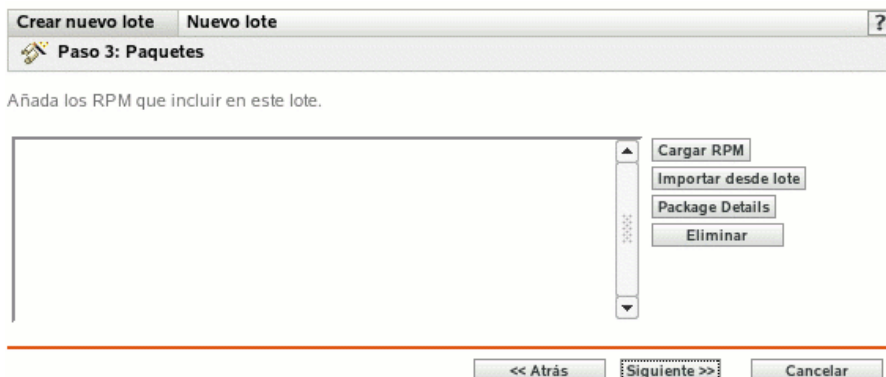 Crear nuevo lote Nuevo lote ?
Paso 3: Paquetes
Añada los RPM que incluir en este lote.
Cargar RPM
Importar desde lote
Package Details
Eliminar
<< Atrás Siguiente >> Cancelar